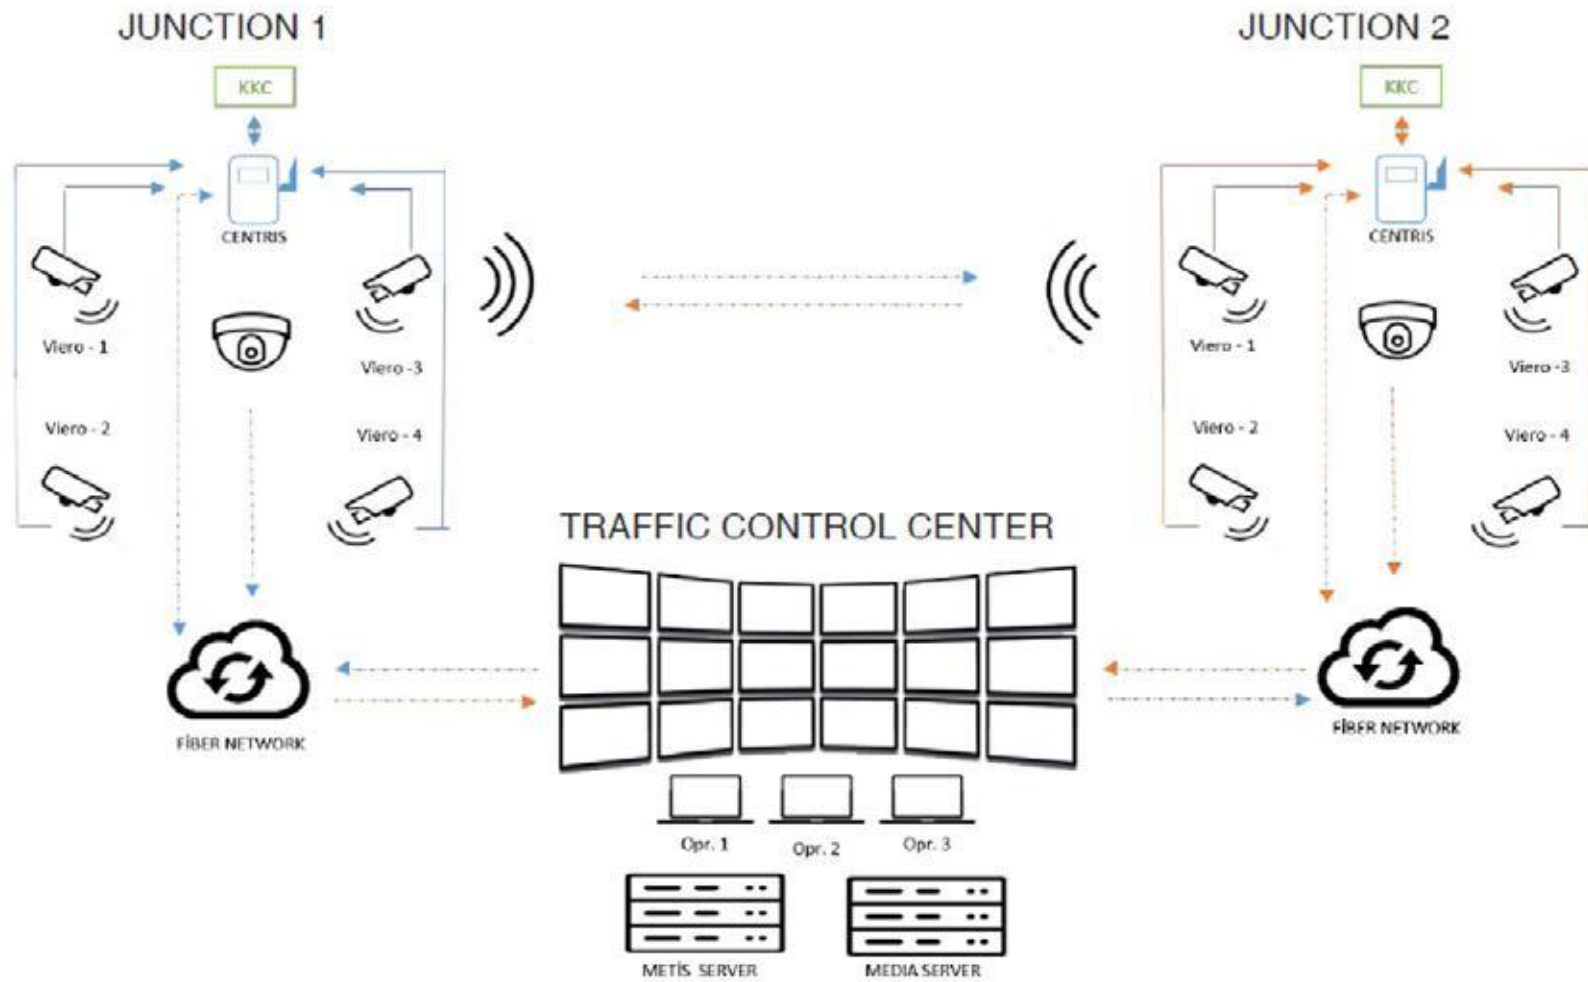 JUNCTION 1
JUNCTION 2
KKC
KKC
CENTRIS
CENTRIS
Viero - 1
Viero -3
Viero - 1
Viero -3
Viero - 2
Viero - 4
Viero - 2
Viero - 4
TRAFFIC CONTROL CENTER
FİBER NETWORK
FİBER NETWORK
Opr. 1
Opr. 2
Opr. 3
METİS SERVER
MEDIA SERVER